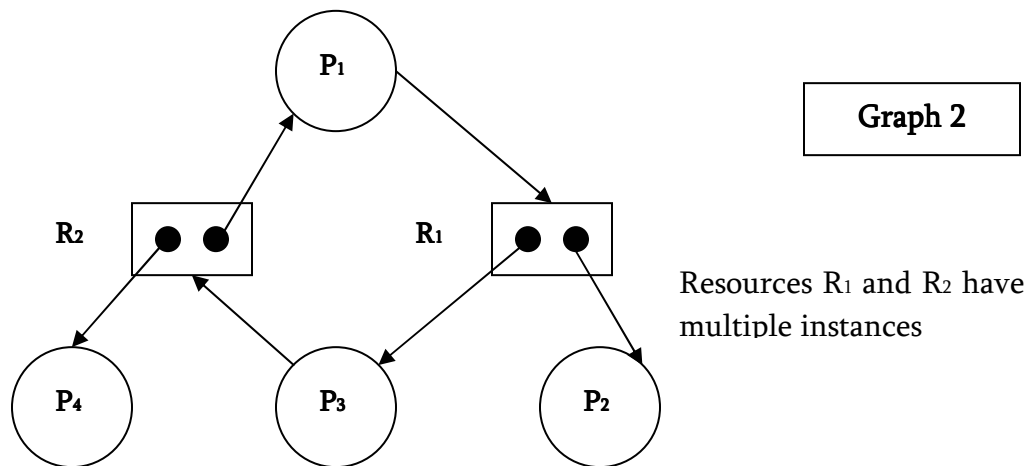 P₁
Graph 2
R₂
R₁
Resources R₁ and R₂ have
multiple instances
P₄
P₃
P₂